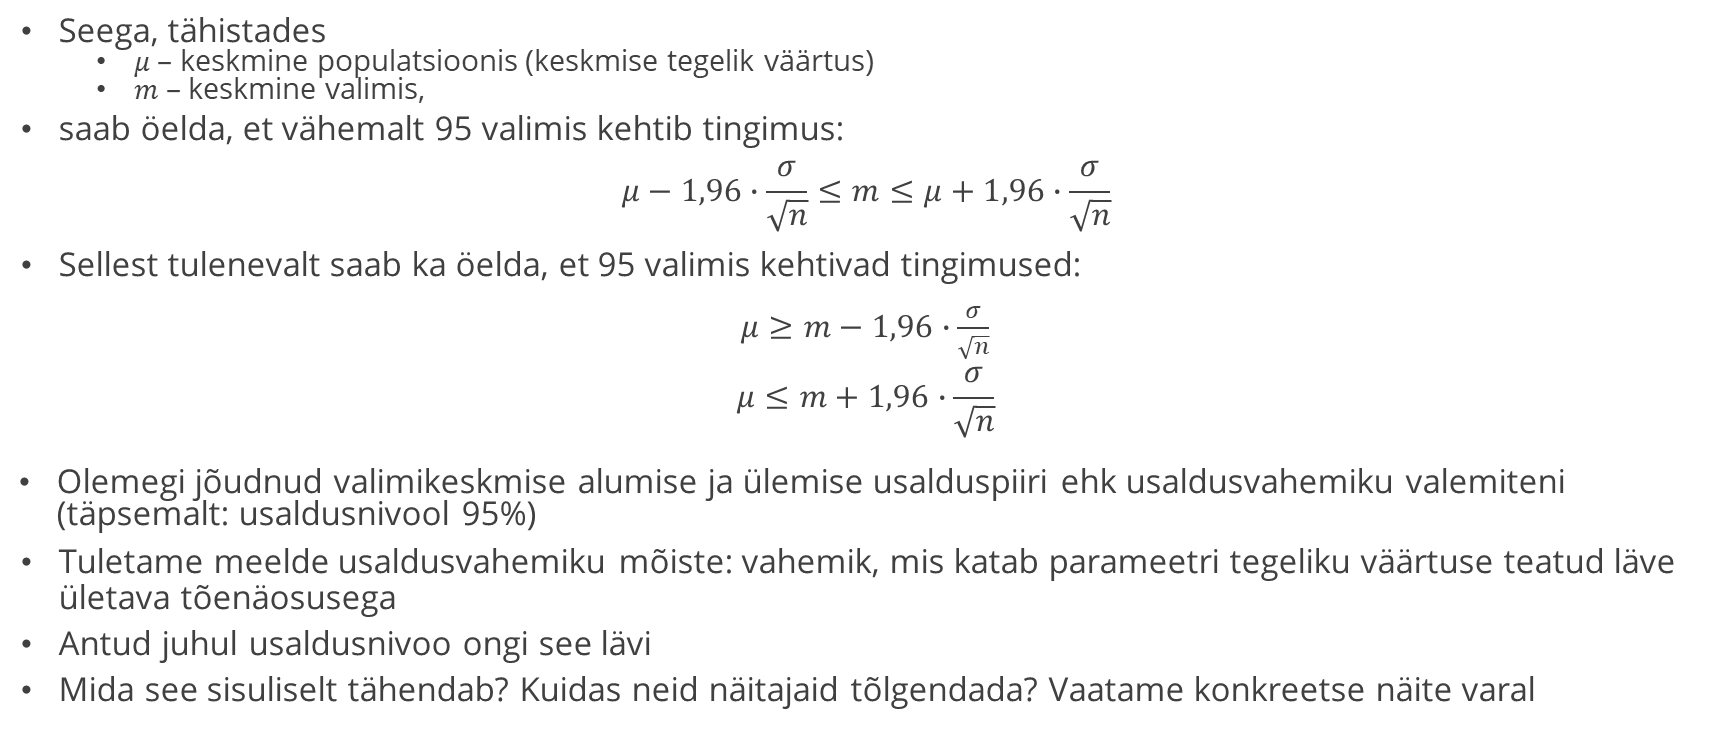 • Seega, tähistades
• μ – keskmine populatsioonis (keskmise tegelik väärtus)
• m – keskmine valimis,
• saab öelda, et vähemalt 95 valimis kehtib tingimus:
μ − 1,96 · σ/√n ≤ m ≤ μ + 1,96 · σ/√n
• Sellest tulenevalt saab ka öelda, et 95 valimis kehtivad tingimused:
μ ≥ m − 1,96 · σ/√n
μ ≤ m + 1,96 · σ/√n
• Olemegi jõudnud valimikeskmise alumise ja ülemise usalduspiiri ehk usaldusvahemiku valemiteni
(täpsemalt: usaldusnivool 95%)
• Tuletame meelde usaldusvahemiku mõiste: vahemik, mis katab parameetri tegeliku väärtuse teatud läve
ületava tõenäosusega
• Antud juhul usaldusnivoo ongi see lävi
• Mida see sisuliselt tähendab? Kuidas neid näitajaid tõlgendada? Vaatame konkreetse näite varal